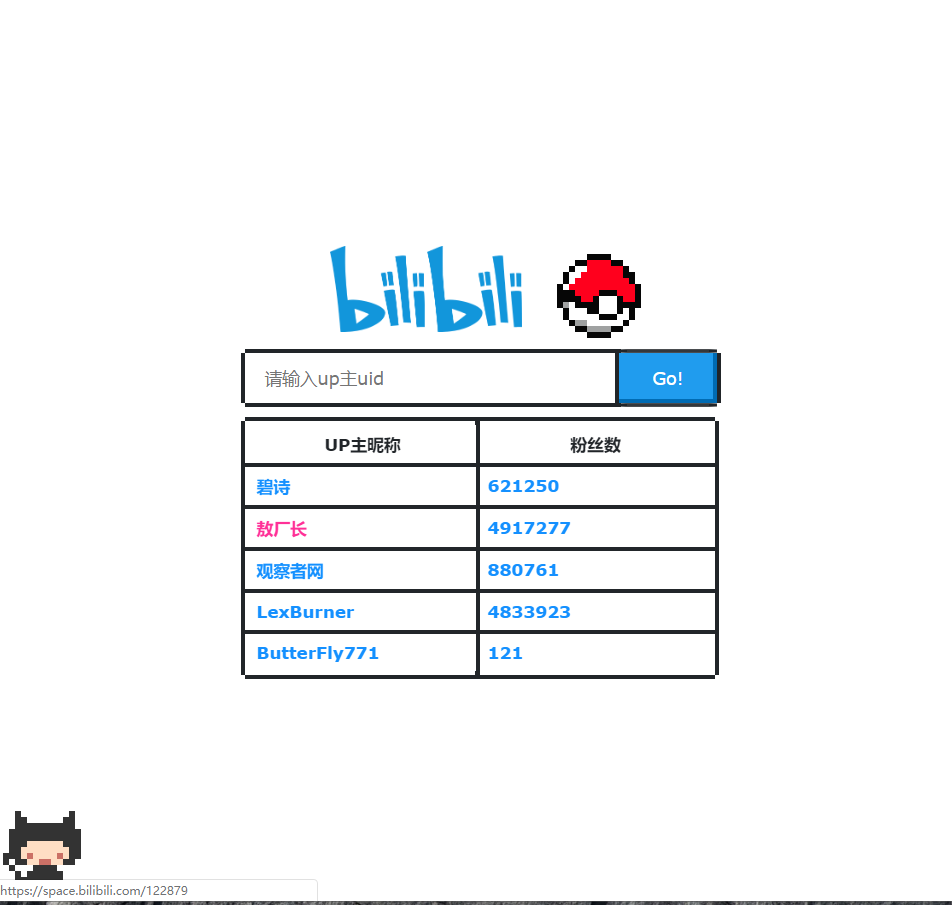 bilibili
请输入up主uid
Go!
UP主昵称 粉丝数
碧诗 621250
敖厂长 4917277
观察者网 880761
LexBurner 4833923
ButterFly771 121
https://space.bilibili.com/122879